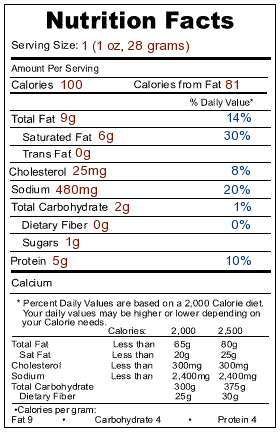 Nutrition Facts
Serving Size: 1 (1 oz, 28 grams)
Amount Per Serving
Calories 100 Calories from Fat 81
% Daily Value*
Total Fat 9g 14%
Saturated Fat 6g 30%
Trans Fat 0g
Cholesterol 25mg 8%
Sodium 480mg 20%
Total Carbohydrate 2g 1%
Dietary Fiber 0g 0%
Sugars 1g
Protein 5g 10%
Calcium
* Percent Daily Values are based on a 2,000 Calorie diet.
Your daily values may be higher or lower depending on
your Calorie needs.
Calories: 2,000 2,500
Total Fat Less than 65g 80g
Sat Fat Less than 20g 25g
Cholesterol Less than 300mg 300mg
Sodium Less than 2,400mg 2,400mg
Total Carbohydrate 300g 375g
Dietary Fiber 25g 30g
•Calories per gram:
Fat 9 • Carbohydrate 4 • Protein 4